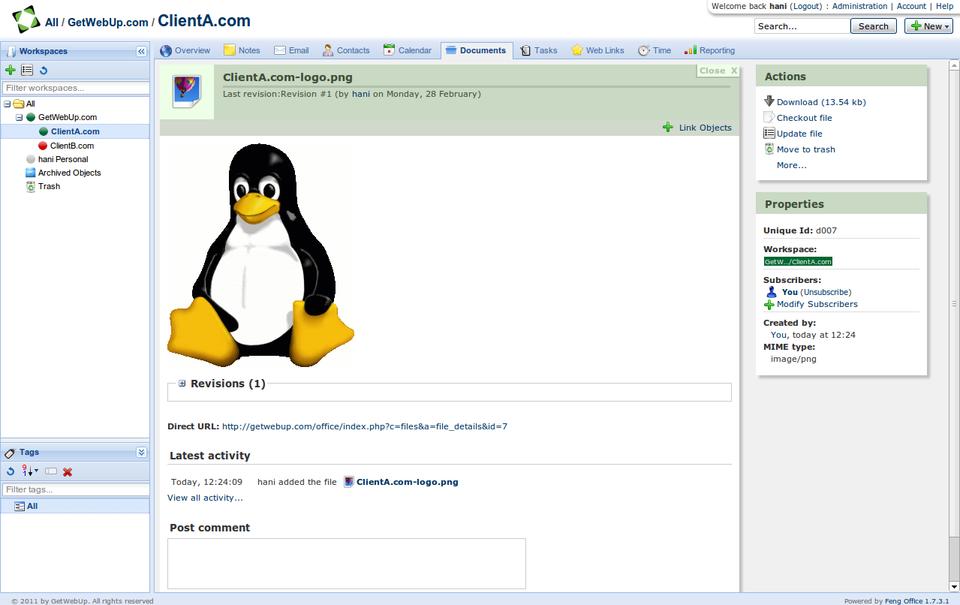 Welcome back hani (Logout) : Administration | Account | Help
All / GetWebUp.com / ClientA.com
Search...
Search
New
Workspaces
Overview
Notes
Email
Contacts
Calendar
Documents
Tasks
Web Links
Time
Reporting
Filter workspaces...
All
GetWebUp.com
ClientA.com
ClientB.com
hani Personal
Archived Objects
Trash
Tags
Filter tags...
All
ClientA.com-logo.png
Close X
Last revision:Revision #1 (by hani on Monday, 28 February)
Link Objects
Revisions (1)
Direct URL: http://getwebup.com/office/index.php?c=files&a=file_details&id=7
Latest activity
Today, 12:24:09 hani added the file ClientA.com-logo.png
View all activity...
Post comment
Actions
Download (13.54 kb)
Checkout file
Update file
Move to trash
More...
Properties
Unique Id: d007
Workspace:
GetW.../ClientA.com
Subscribers:
You (Unsubscribe)
Modify Subscribers
Created by:
You, today at 12:24
MIME type:
image/png
© 2011 by GetWebUp. All rights reserved
Powered by Feng Office 1.7.3.1